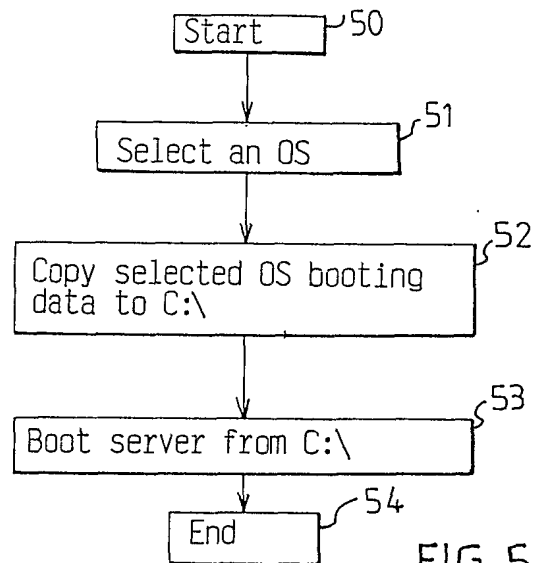 Start
50
Select an OS
51
Copy selected OS booting
data to C:\
52
Boot server from C:\
53
End
54
FIG 5